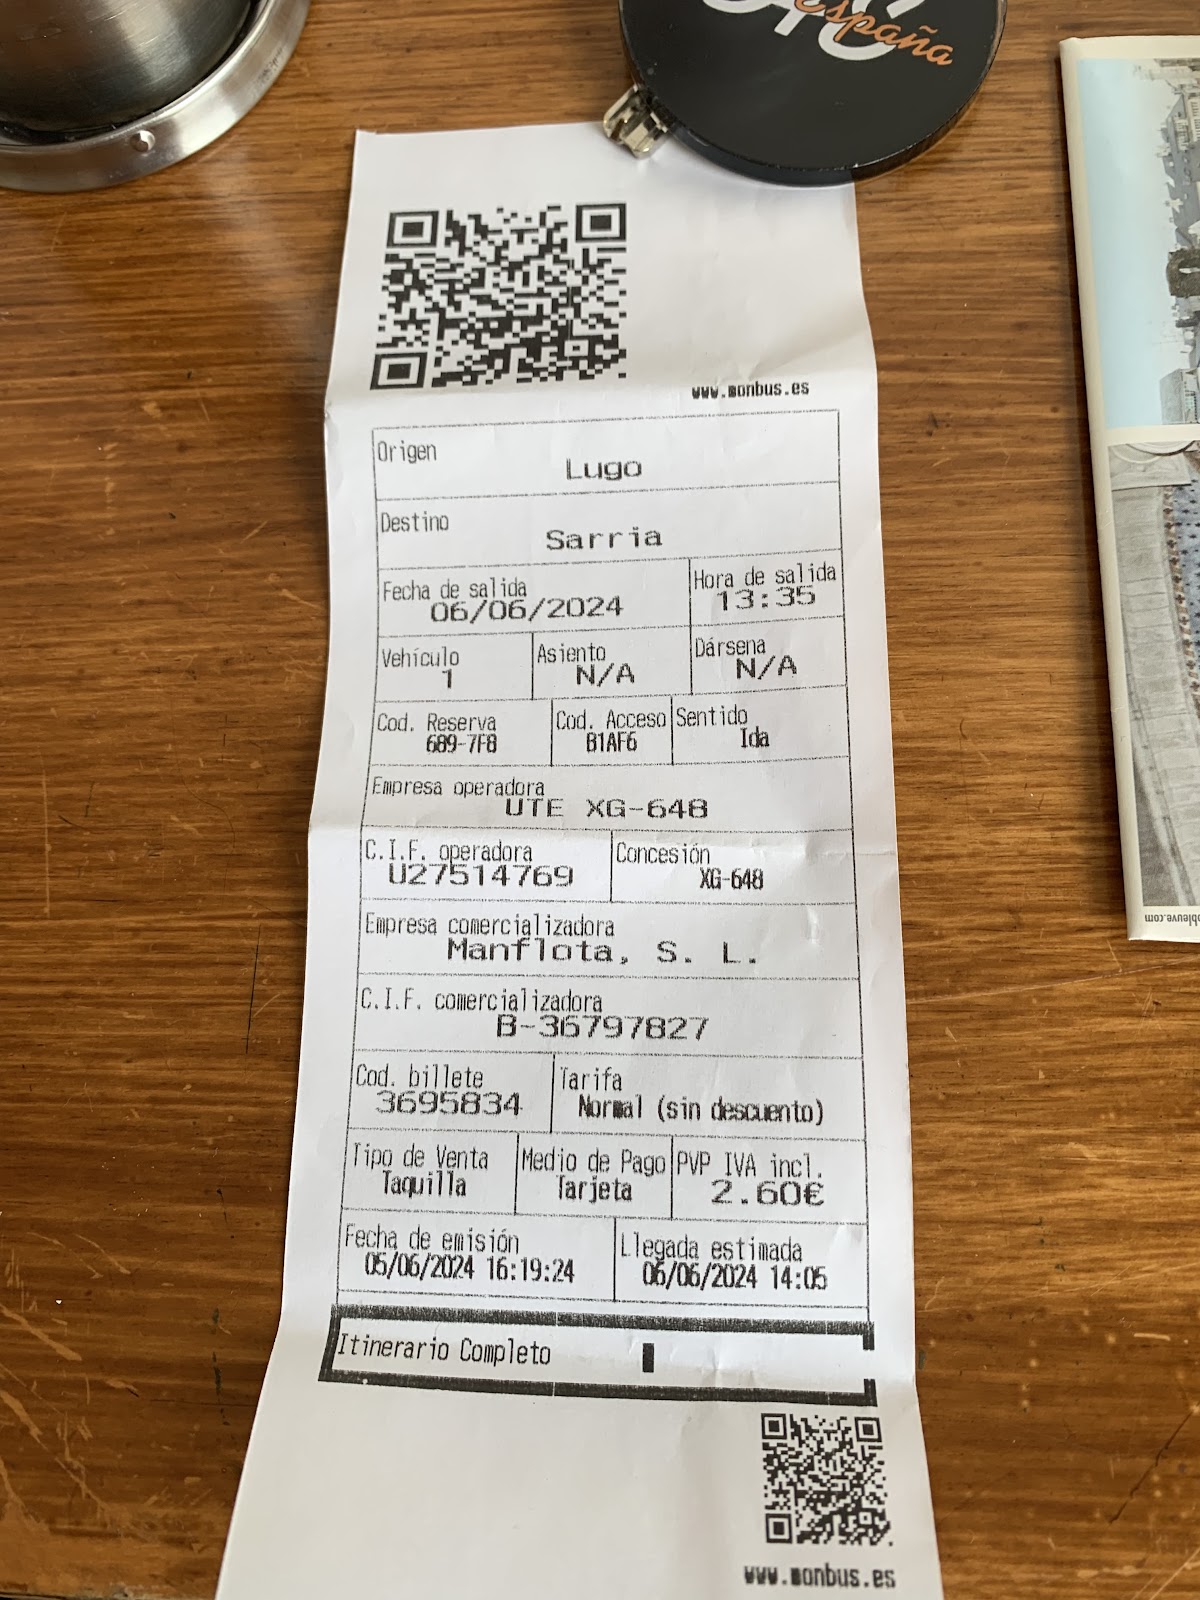 España
www.monbus.es
Origen
Lugo
Destino
Sarria
Fecha de salida
06/06/2024
Hora de salida
13:35
Vehículo
1
Asiento
N/A
Dársena
N/A
Cod. Reserva
689-7F8
Cod. Acceso
B1AF6
Sentido
Ida
Empresa operadora
UTE XG-648
C.I.F. operadora
U27514769
Concesión
XG-648
Empresa comercializadora
Manflota, S. L.
C.I.F. comercializadora
B-36797827
Cod. billete
3695834
Tarifa
Normal (sin descuento)
Tipo de Venta
Taquilla
Medio de Pago
Tarjeta
PVP IVA incl.
2.60€
Fecha de emisión
05/06/2024 16:19:24
Llegada estimada
06/06/2024 14:05
Itinerario Completo
www.monbus.es